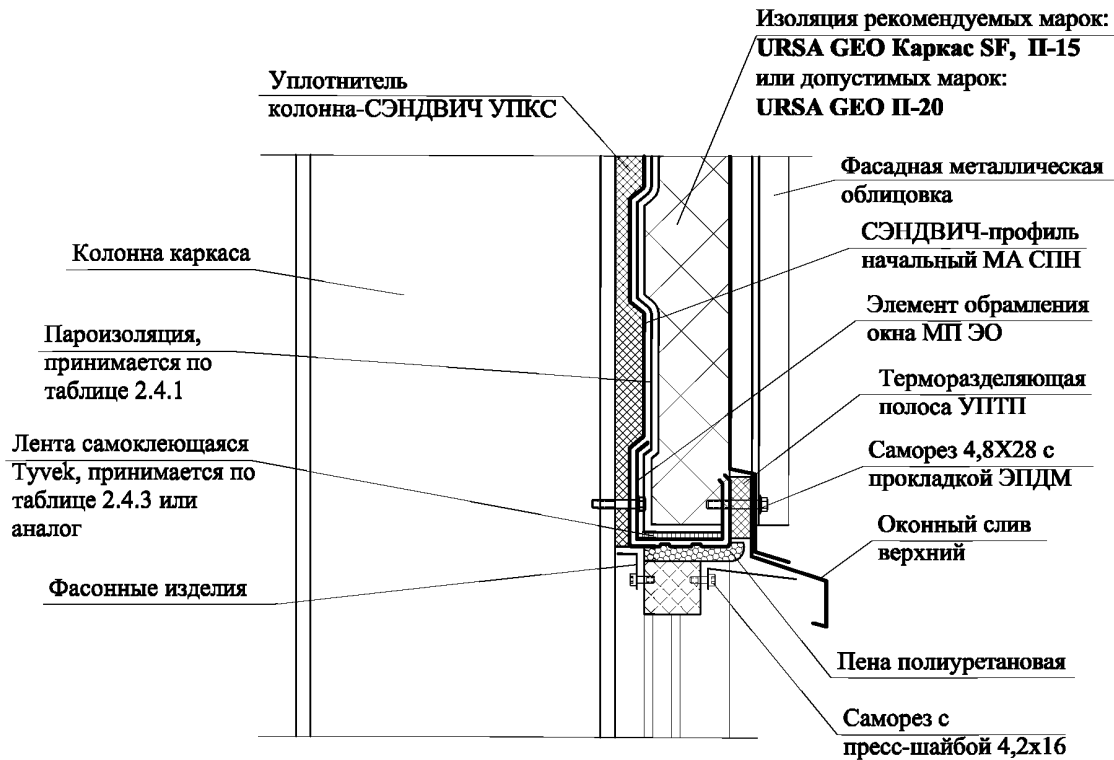 Изоляция рекомендуемых марок:
URSA GEO Каркас SF, П-15
или допустимых марок:
URSA GEO П-20
Уплотнитель
колонна-СЭНДВИЧ УПКС
Фасадная металлическая
облицовка
СЭНДВИЧ-профиль
начальный МА СПН
Колонна каркаса
Элемент обрамления
окна МП ЭО
Пароизоляция,
принимается по
таблице 2.4.1
Терморазделяющая
полоса УПТП
Лента самоклеющаяся
Tyvek, принимается по
таблице 2.4.3 или
аналог
Саморез 4,8X28 с
прокладкой ЭПДМ
Оконный слив
верхний
Фасонные изделия
Пена полиуретановая
Саморез с
пресс-шайбой 4,2х16